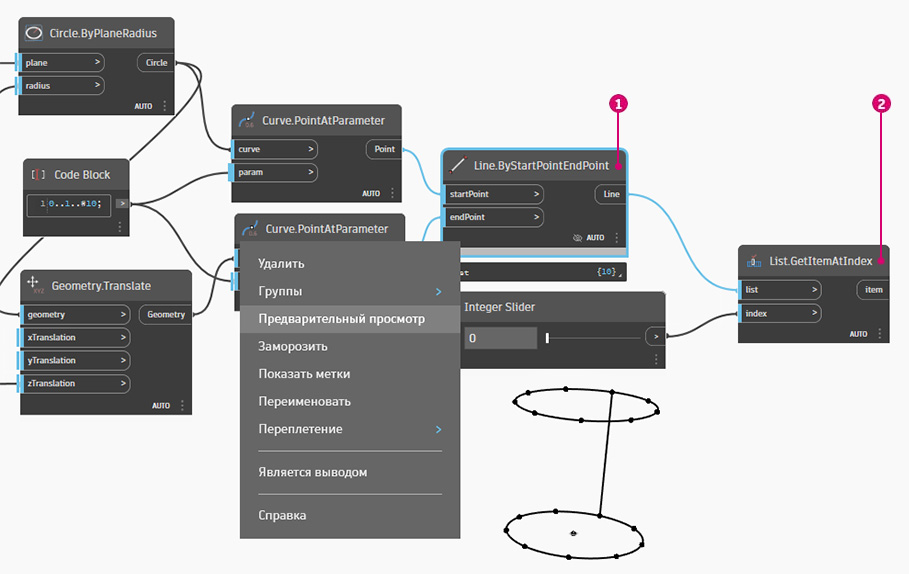 Circle.ByPlaneRadius
plane >
Circle
radius >
AUTO
Code Block
1 0..1..#10;
>
Geometry.Translate
geometry >
Geometry
xTranslation >
yTranslation >
zTranslation >
AUTO
Curve.PointAtParameter
curve >
Point
param >
AUTO
Curve.PointAtParameter
Удалить
Группы >
Предварительный просмотр
Заморозить
Показать метки
Переименовать
Переплетение >
Является выводом
Справка
1
Line.ByStartPointEndPoint
startPoint >
Line
endPoint >
AUTO
st
{10}
Integer Slider
0
>
2
List.GetItemAtIndex
list >
item
index >
AUTO